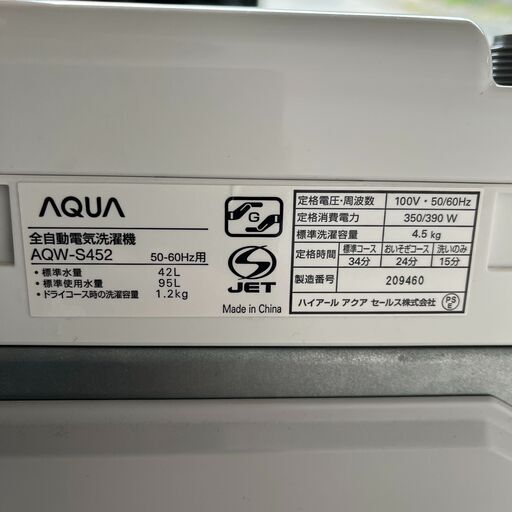 AQUA
全自動電気洗濯機
AQW-S452 50-60Hz用
・標準水量 42L
・標準使用水量 95L
・ドライコース時の洗濯容量 1.2kg
G
S
JET
Made in China
定格電圧・周波数 100V・50/60Hz
定格消費電力 350/390 W
標準洗濯容量 4.5 kg
定格時間 標準コース おいそぎコース 洗いのみ
34分 24分 15分
製造番号 209460
ハイアール アクア セールス株式会社
PS
E